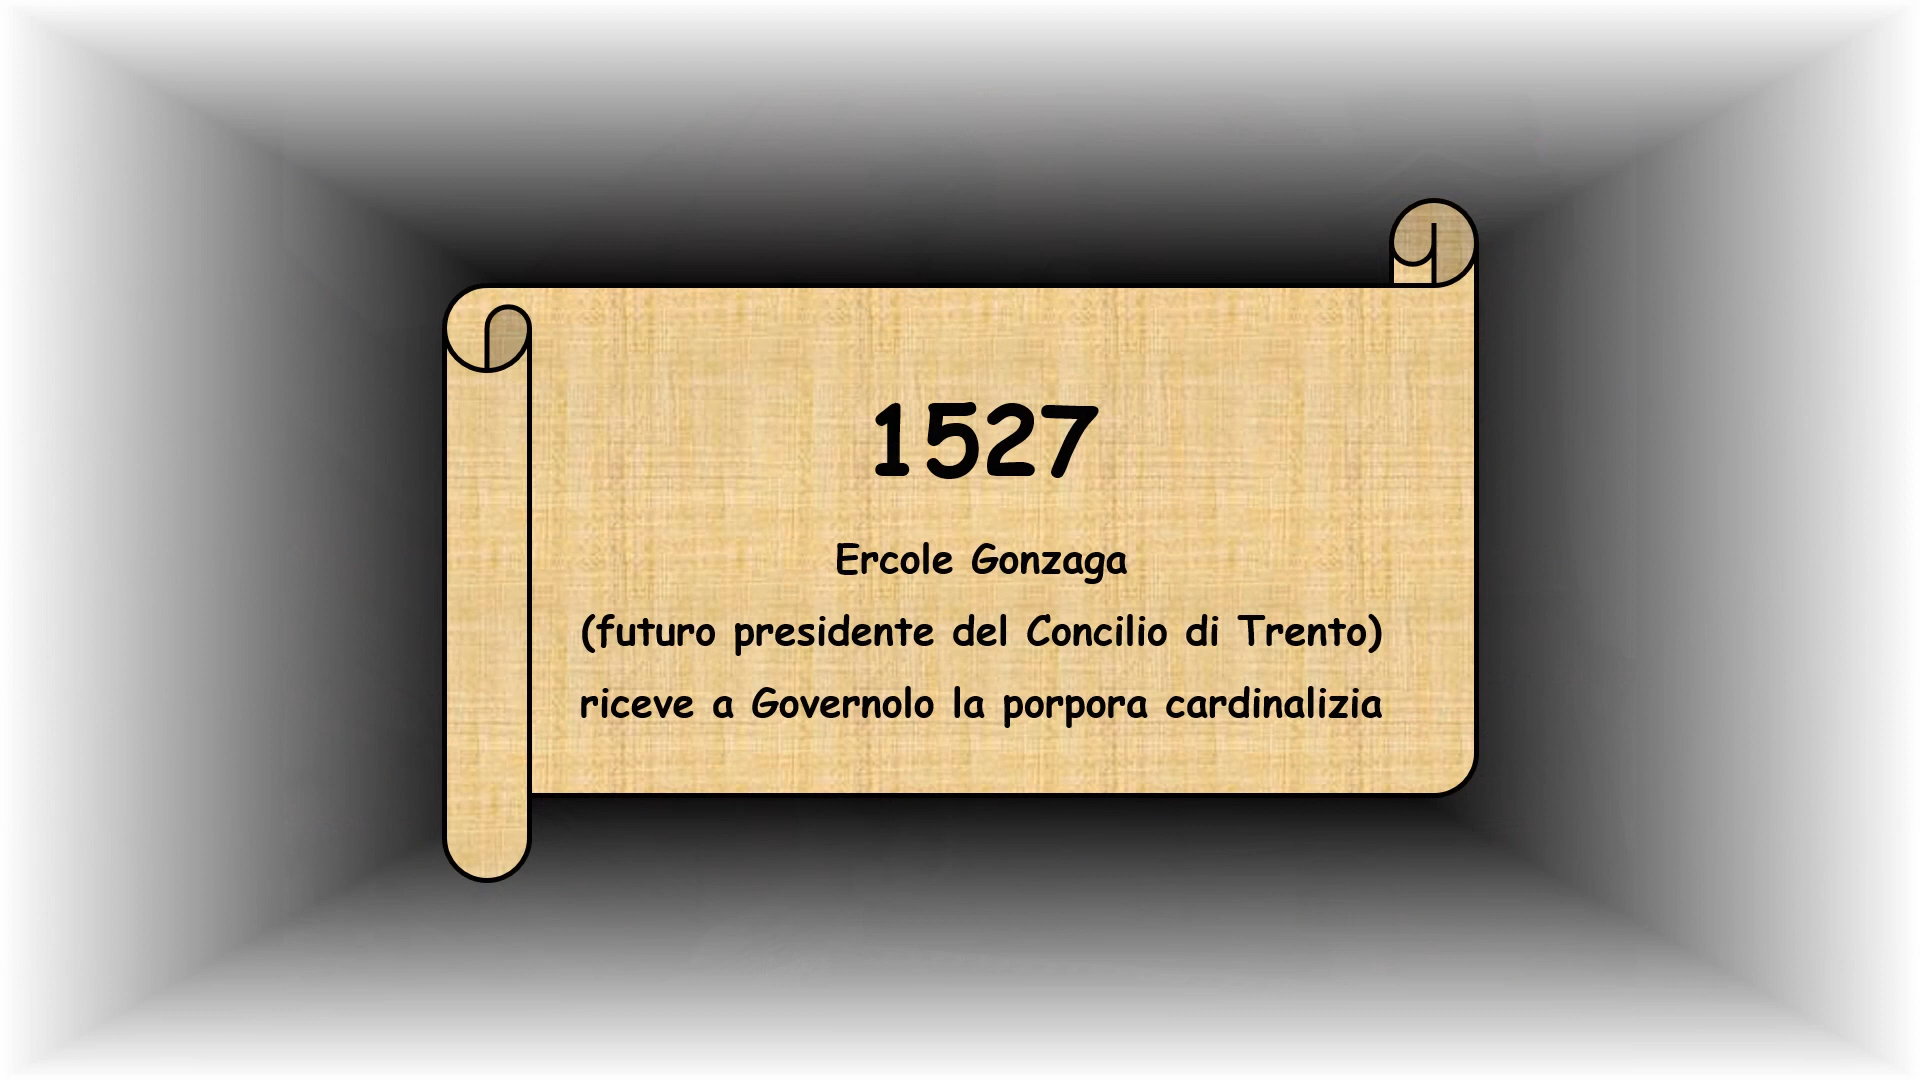 1527
Ercole Gonzaga
(futuro presidente del Concilio di Trento)
riceve a Governolo la porpora cardinalizia